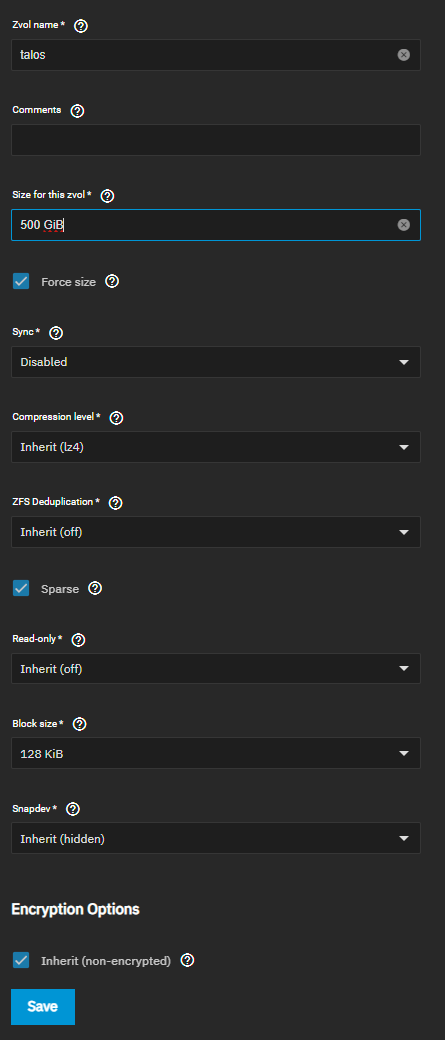 Zvol name *
talos
Comments
Size for this zvol *
500 GiB
Force size
Sync *
Disabled
Compression level *
Inherit (lz4)
ZFS Deduplication *
Inherit (off)
Sparse
Read-only *
Inherit (off)
Block size *
128 KiB
Snapdev *
Inherit (hidden)
Encryption Options
Inherit (non-encrypted)
Save